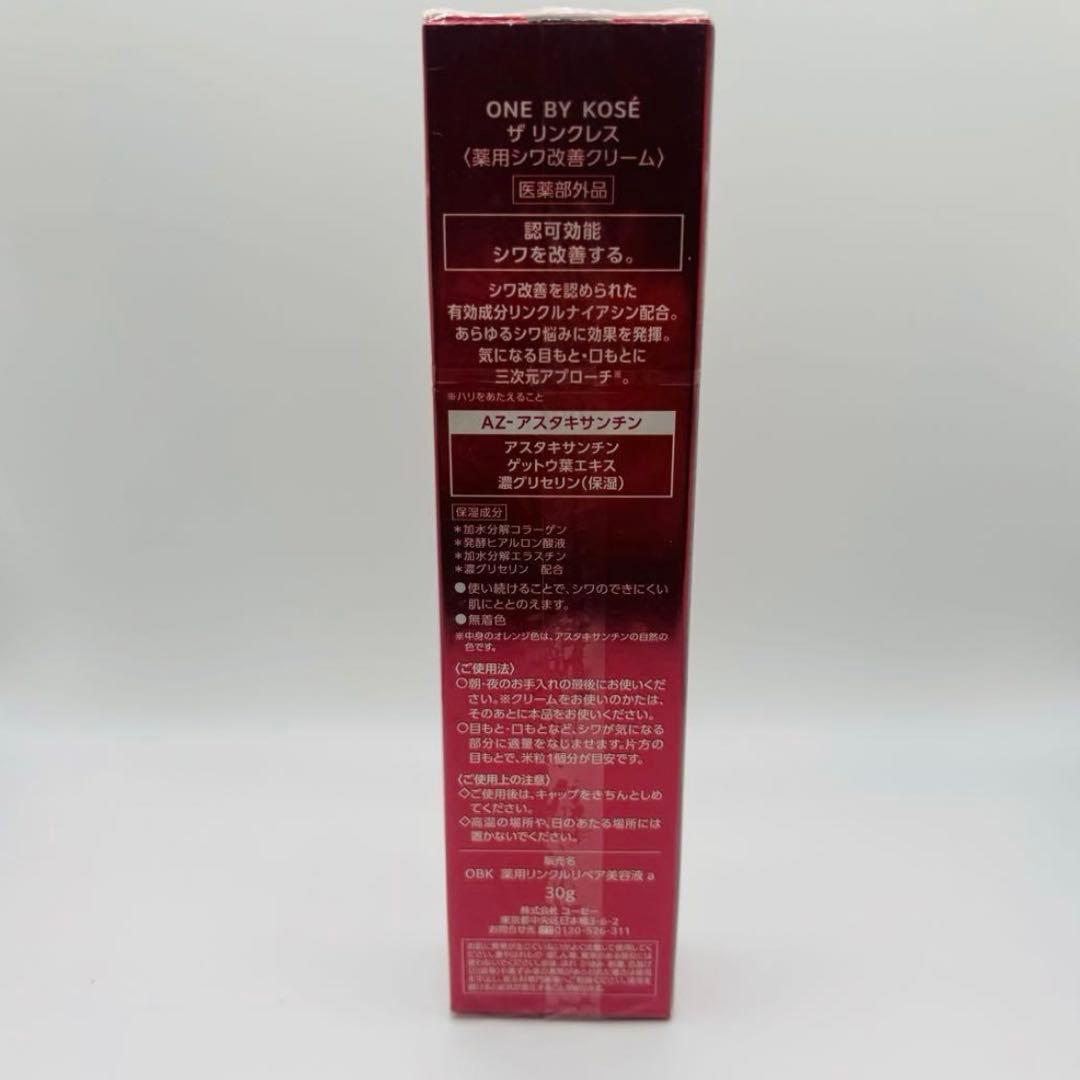 ONE BY KOSÉ
ザ リンクレス
〈薬用シワ改善クリーム〉
医薬部外品
認可効能
シワを改善する。
シワ改善を認められた
有効成分リンクルナイアシン配合。
あらゆるシワ悩みに効果を発揮。
気になる目もと・口もとに
三次元アプローチ※。
※ハリをあたえること
AZ-アスタキサンチン
アスタキサンチン
ゲットウ葉エキス
濃グリセリン(保湿)
保湿成分
*加水分解コラーゲン
*発酵ヒアルロン酸液
*加水分解エラスチン
*濃グリセリン 配合
●使い続けることで、シワのできにくい
肌にととのえます。
●無着色
※中身のオレンジ色は、アスタキサンチンの自然の
色です。
〈ご使用法〉
○朝・夜のお手入れの最後にお使いくだ
さい。※クリームをお使いのかたは、
そのあとに本品をお使いください。
○目もと・口もとなど、シワが気になる
部分に適量をなじませます。片方の
目もとで、米粒1個分が目安です。
〈ご使用上の注意〉
◇ご使用後は、キャップをきちんとしめ
てください。
◇高温の場所や、日のあたる場所には
置かないでください。
販売名
OBK 薬用リンクルリペア美容液 a
30g
株式会社 コーセー
東京都中央区日本橋3-6-2
お問合せ先 0120-526-311